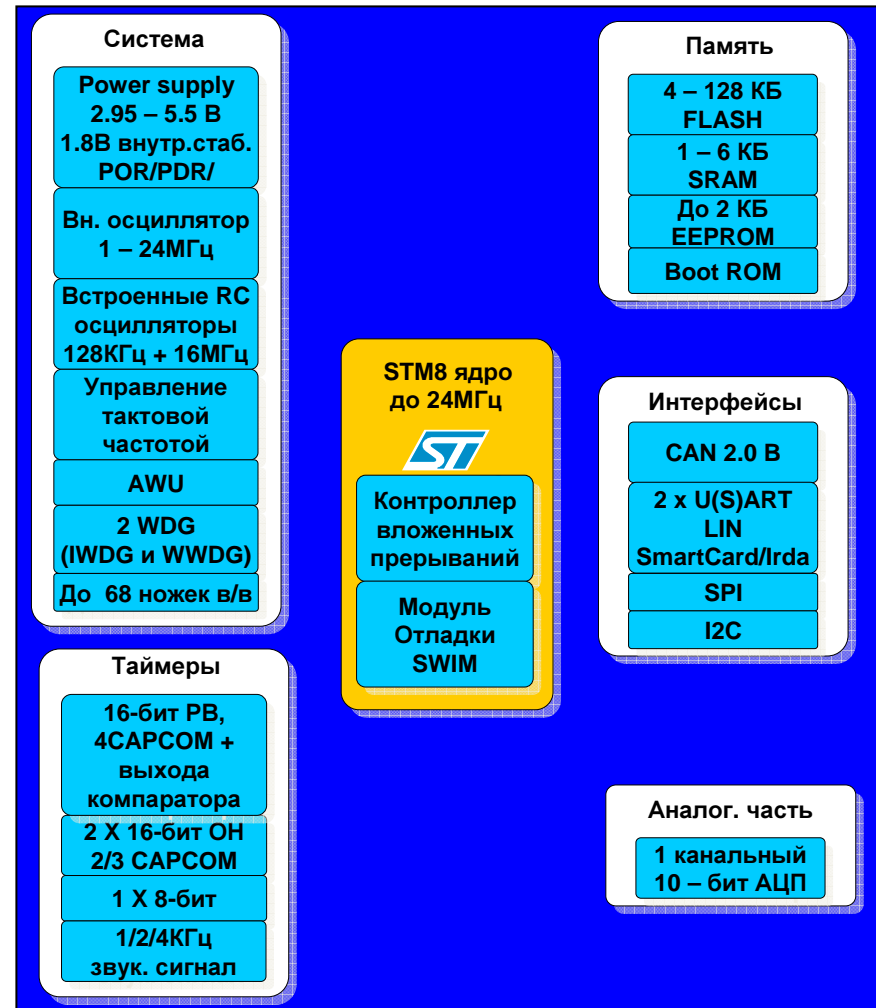 Система
Power supply
2.95 – 5.5 В
1.8В внутр.стаб.
POR/PDR/
Вн. осциллятор
1 – 24МГц
Встроенные RC
осцилляторы
128КГц + 16МГц
Управление
тактовой
частотой
AWU
2 WDG
(IWDG и WWDG)
До 68 ножек в/в
Таймеры
16-бит РВ,
4CAPCOM +
выхода
компаратора
2 X 16-бит ОН
2/3 CAPCOM
1 X 8-бит
1/2/4КГц
звук. сигнал
STM8 ядро
до 24МГц
ST
Контроллер
вложенных
прерываний
Модуль
Отладки
SWIM
Память
4 – 128 КБ
FLASH
1 – 6 КБ
SRAM
До 2 КБ
EEPROM
Boot ROM
Интерфейсы
CAN 2.0 B
2 x U(S)ART
LIN
SmartCard/Irda
SPI
I2C
Аналог. часть
1 канальный
10 – бит АЦП